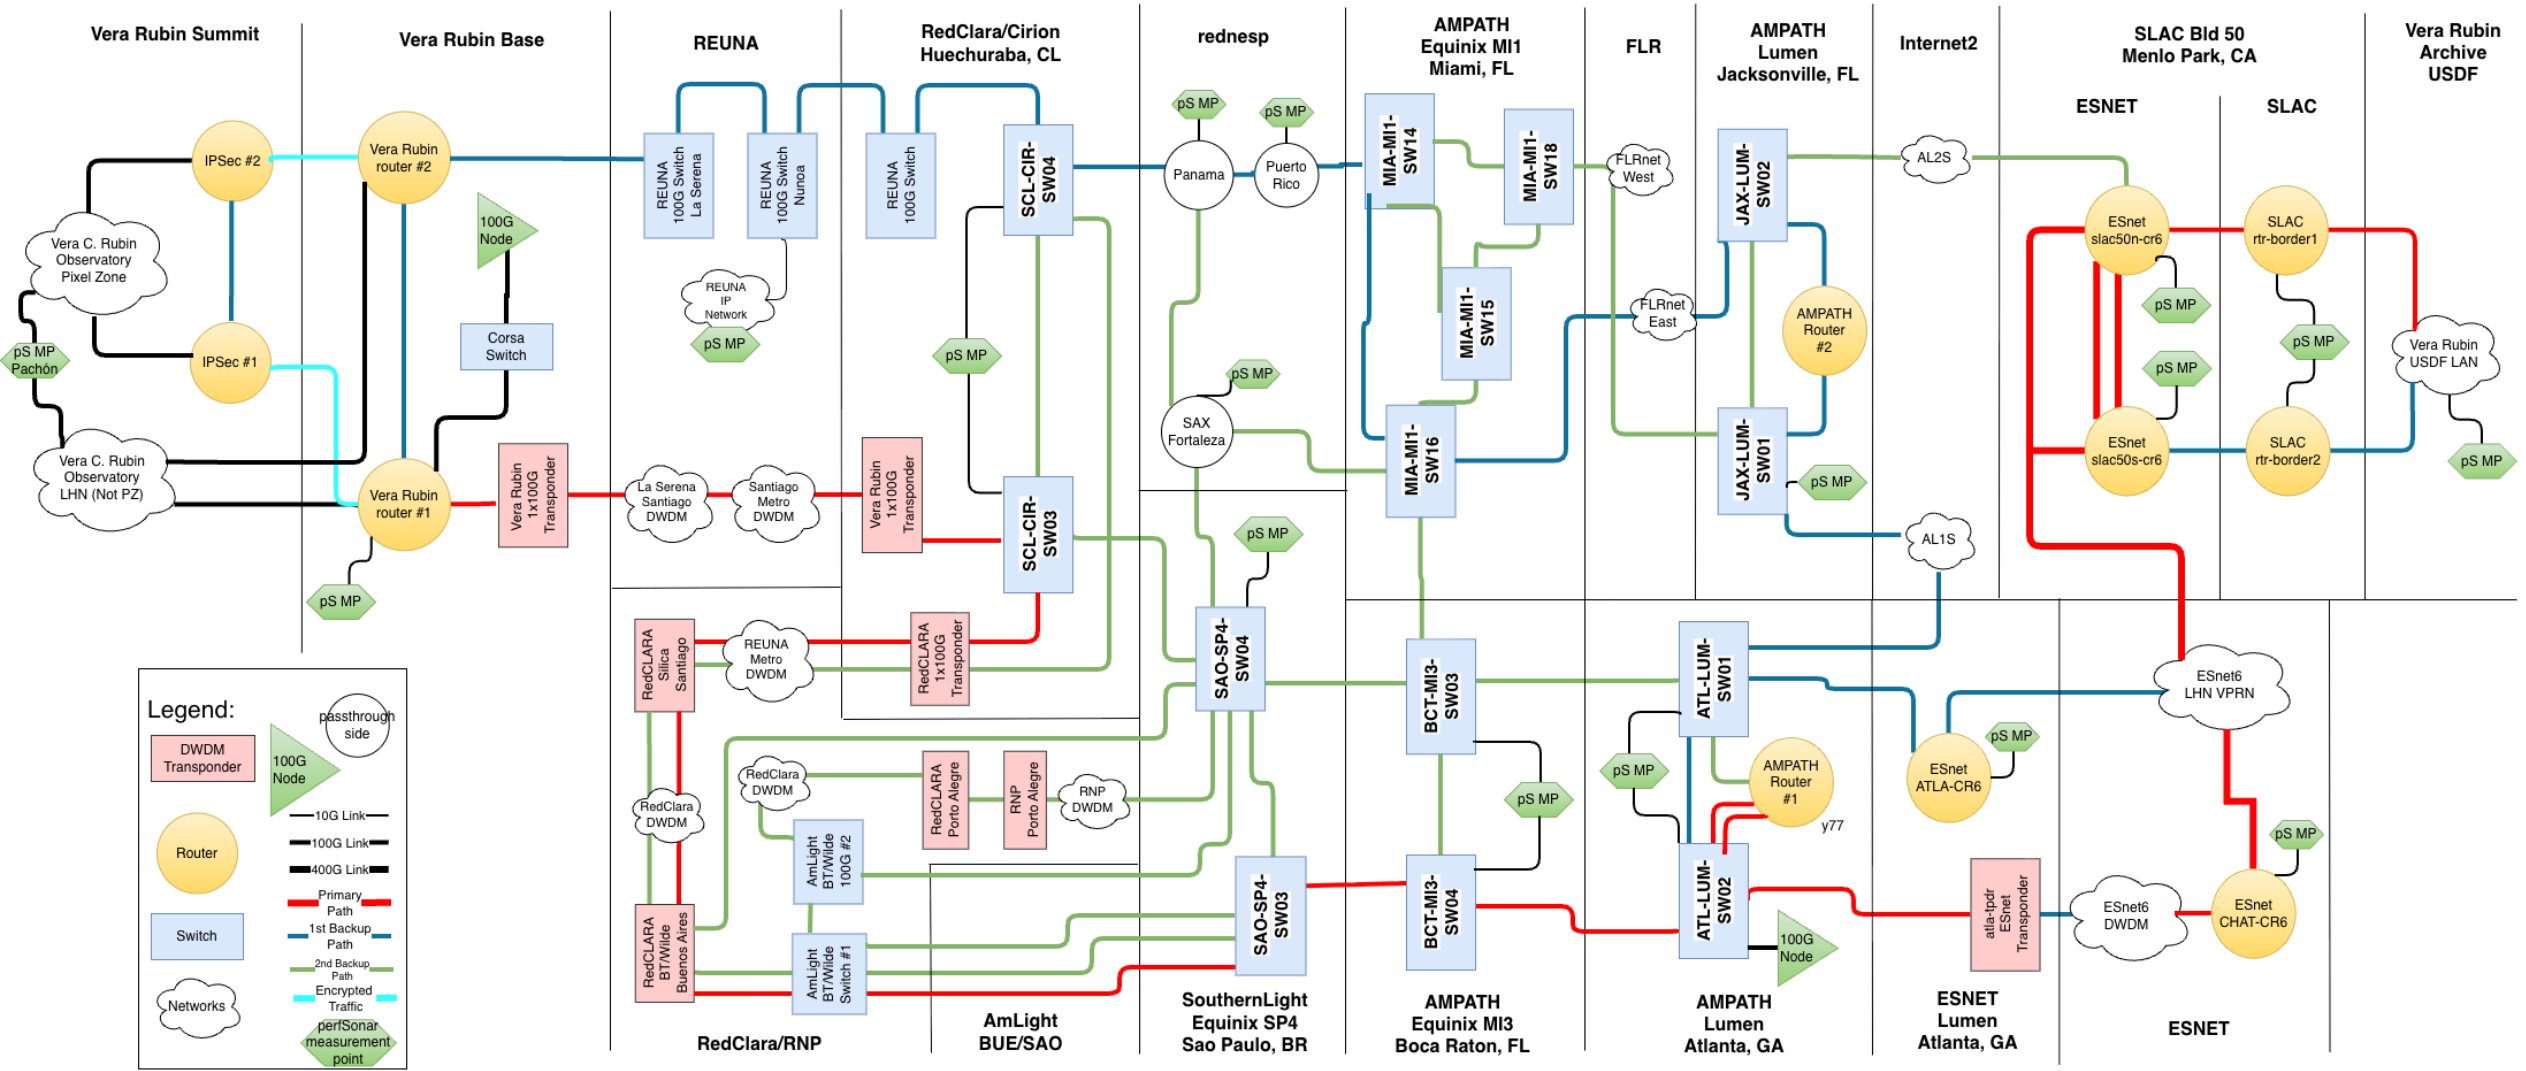 Vera Rubin Summit
Vera Rubin Base
REUNA
RedClara/Cirion
Huechuraba, CL
rednesp
AMPATH
Equinix MI1
Miami, FL
FLR
AMPATH
Lumen
Jacksonville, FL
Internet2
SLAC Bld 50
Menlo Park, CA
ESNET
SLAC
Vera Rubin
Archive
USDF
IPSec #2
Vera C. Rubin
Observatory
Pixel Zone
IPSec #1
pS MP
Pachón
Vera C. Rubin
Observatory
LHN (Not PZ)
Vera Rubin
router #2
100G
Node
Corsa
Switch
Vera Rubin
router #1
pS MP
Vera Rubin
1x100G
Transponder
REUNA
100G Switch
La Serena
REUNA
100G Switch
Nunoa
REUNA
IP
Network
pS MP
La Serena
Santiago
DWDM
Santiago
Metro
DWDM
REUNA
100G Switch
SCL-CIR-
SW04
pS MP
Vera Rubin
1x100G
Transponder
SCL-CIR-
SW03
RedCLARA
1x100G
Transponder
RedCLARA
Silica
Santiago
REUNA
Metro
DWDM
RedClara
DWDM
RedCLARA
BT/Wilde
Buenos Aires
RedClara
DWDM
AmLight
BT/Wilde
100G #2
AmLight
BT/Wilde
Switch #1
RedCLARA
Porto Alegre
RNP
Porto Alegre
RNP
DWDM
RedClara/RNP
AmLight
BUE/SAO
pS MP
pS MP
Panama
Puerto
Rico
pS MP
SAX
Fortaleza
pS MP
SAO-SP4-
SW04
SAO-SP4-
SW03
SouthernLight
Equinix SP4
Sao Paulo, BR
MIA-MI1-
SW14
MIA-MI1-
SW18
MIA-MI1-
SW15
MIA-MI1-
SW16
BCT-MI3-
SW03
pS MP
BCT-MI3-
SW04
AMPATH
Equinix MI3
Boca Raton, FL
FLRnet
West
FLRnet
East
JAX-LUM-
SW02
AMPATH
Router
#2
JAX-LUM-
SW01
pS MP
AL2S
AL1S
ATL-LUM-
SW01
pS MP
AMPATH
Router
#1
y77
ATL-LUM-
SW02
100G
Node
AMPATH
Lumen
Atlanta, GA
ESnet
ATLA-CR6
pS MP
atla-tpdr
ESnet
Transponder
ESNET
Lumen
Atlanta, GA
ESnet
slac50n-cr6
pS MP
pS MP
ESnet
slac50s-cr6
SLAC
rtr-border1
pS MP
SLAC
rtr-border2
Vera Rubin
USDF LAN
pS MP
ESnet6
LHN VPRN
pS MP
ESnet6
DWDM
ESnet
CHAT-CR6
ESNET
Legend:
passthrough
side
DWDM
Transponder
100G
Node
Router
Switch
Networks
10G Link
100G Link
400G Link
Primary
Path
1st Backup
Path
2nd Backup
Path
Encrypted
Traffic
perfSonar
measurement
point